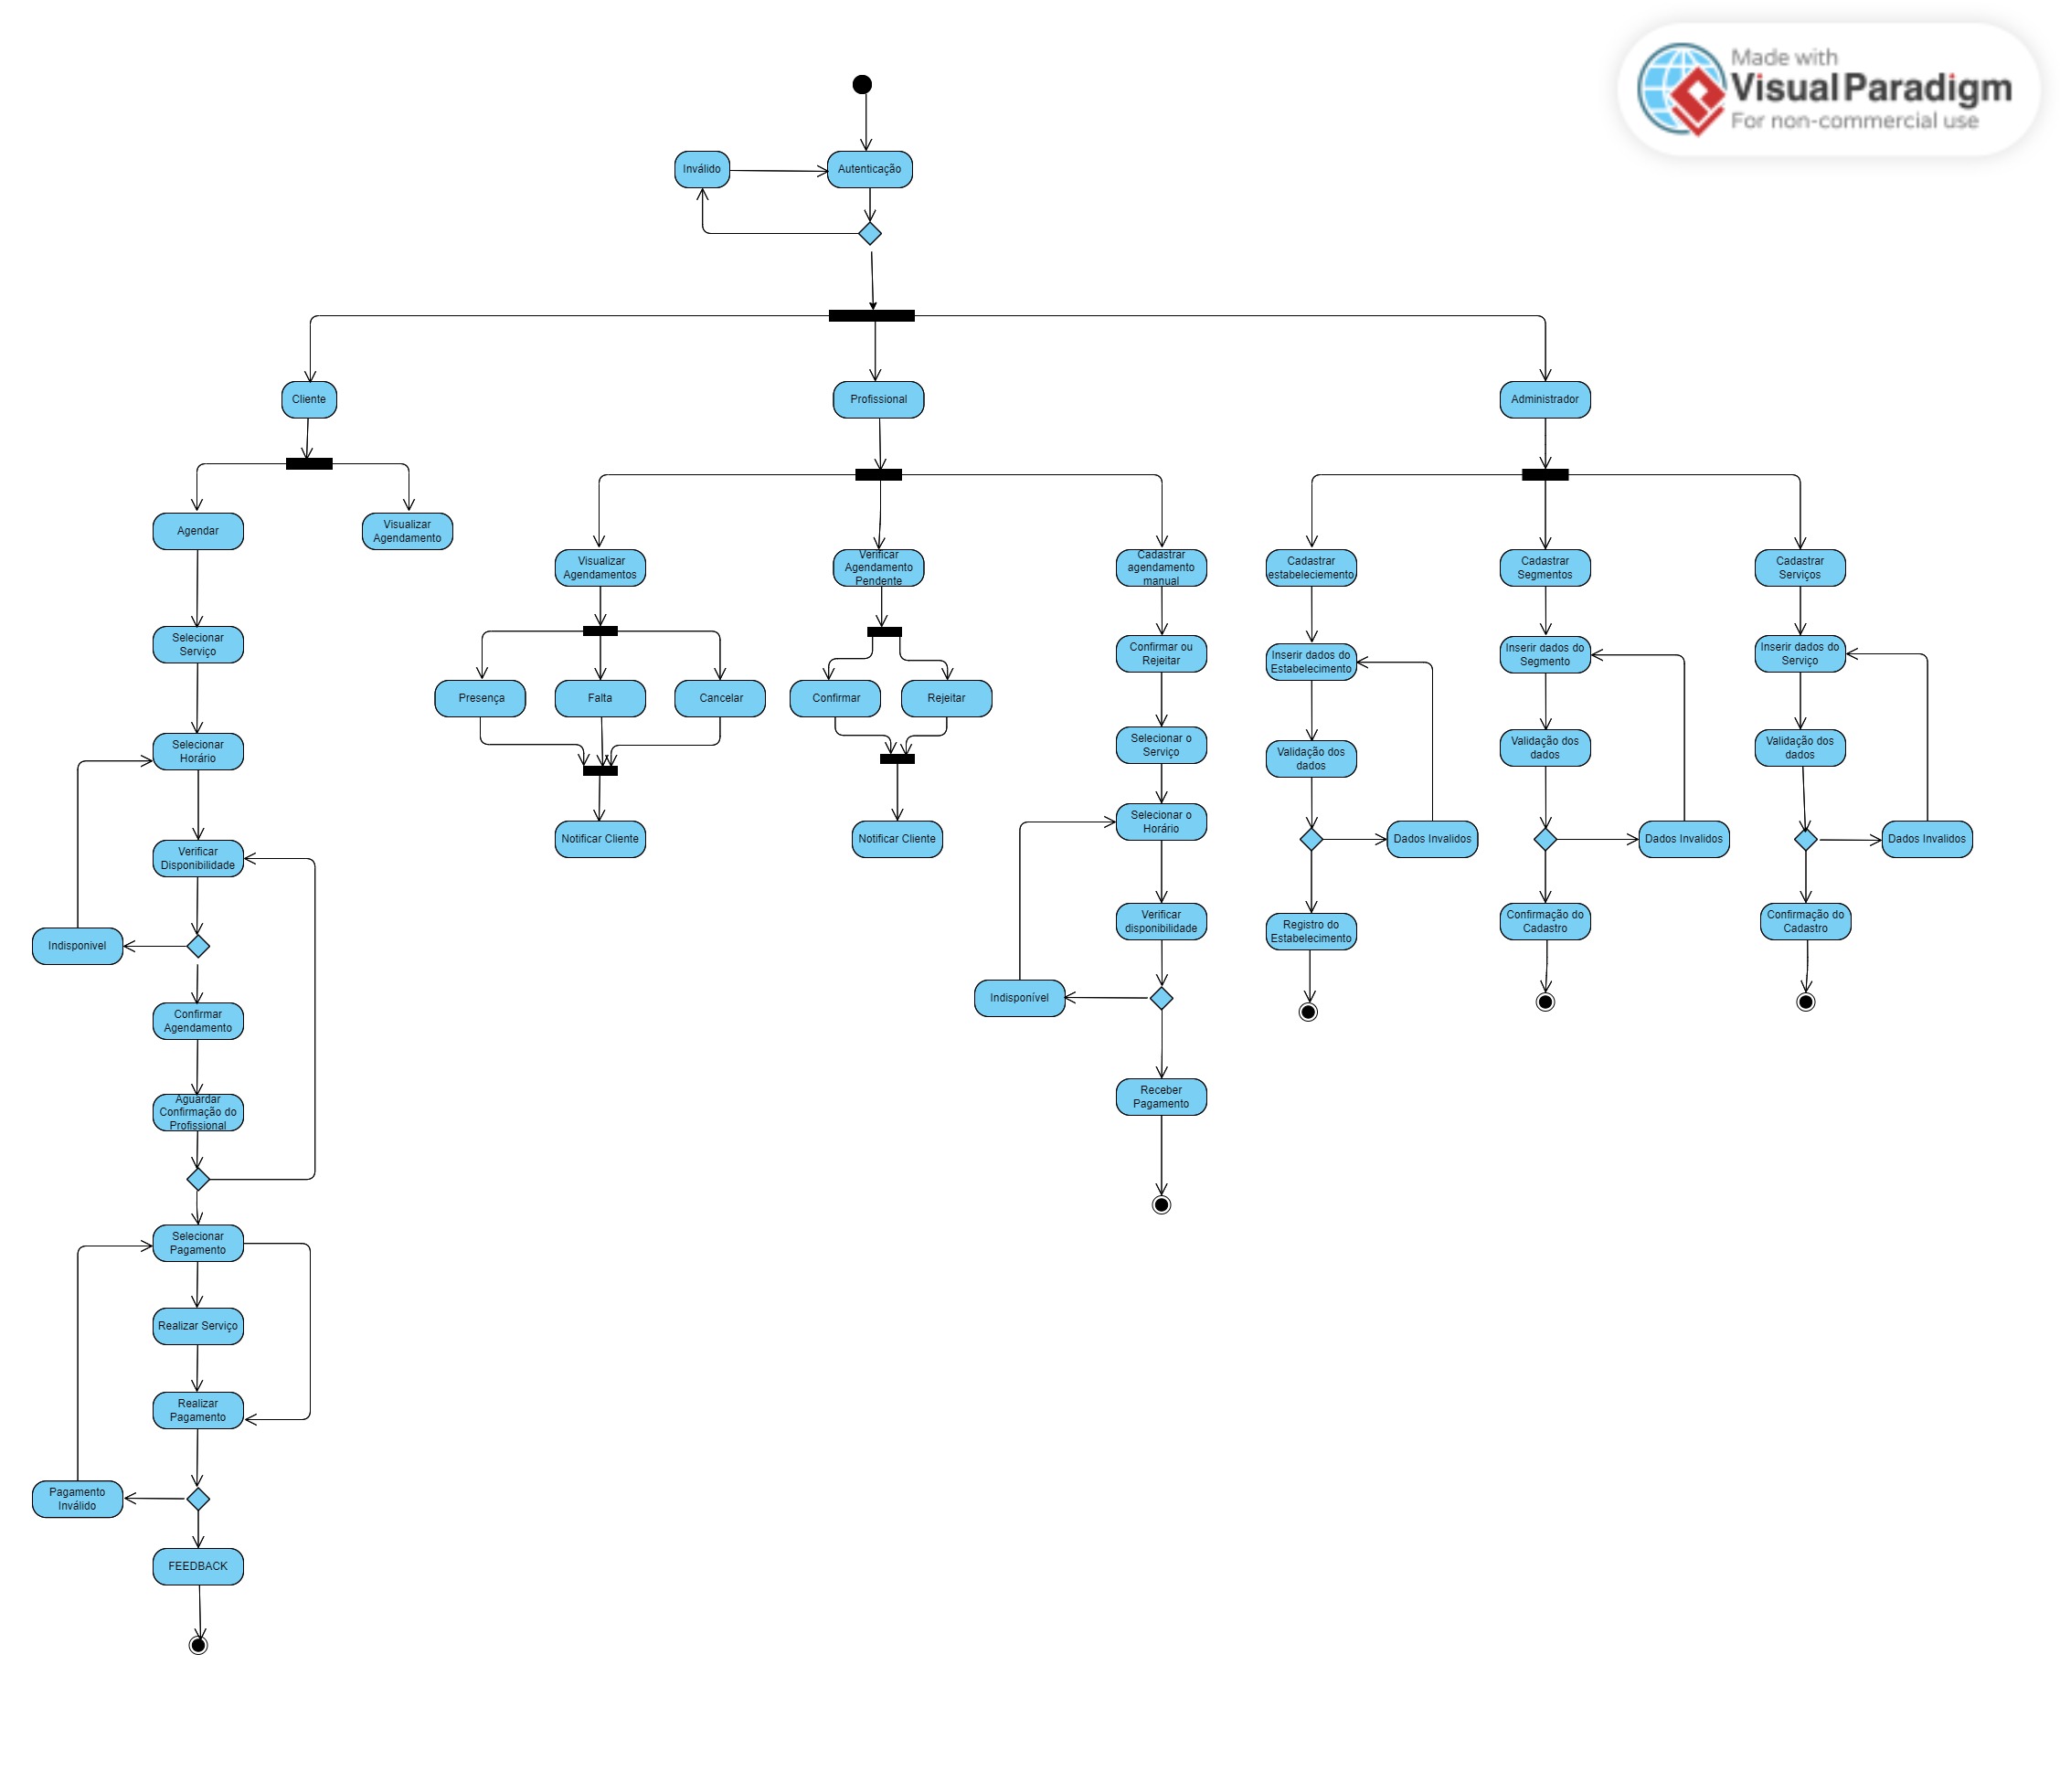 Made with
Visual Paradigm
For non-commercial use
Inválido
Autenticação
Cliente
Profissional
Administrador
Agendar
Visualizar
Agendamento
Visualizar
Agendamentos
Verificar
Agendamento
Pendente
Cadastrar
agendamento
manual
Cadastrar
estabeleciemento
Cadastrar
Segmentos
Cadastrar
Serviços
Selecionar
Serviço
Confirmar ou
Rejeitar
Inserir dados do
Estabelecimento
Inserir dados do
Segmento
Inserir dados do
Serviço
Presença
Falta
Cancelar
Confirmar
Rejeitar
Selecionar
Horário
Selecionar o
Serviço
Validação dos
dados
Validação dos
dados
Validação dos
dados
Selecionar o
Horário
Notificar Cliente
Notificar Cliente
Dados Invalidos
Dados Invalidos
Dados Invalidos
Verificar
Disponibilidade
Verificar
disponibilidade
Registro do
Estabelecimento
Confirmação do
Cadastro
Confirmação do
Cadastro
Indisponivel
Indisponível
Confirmar
Agendamento
Receber
Pagamento
Aguardar
Confirmação do
Profissional
Selecionar
Pagamento
Realizar Serviço
Realizar
Pagamento
Pagamento
Inválido
FEEDBACK